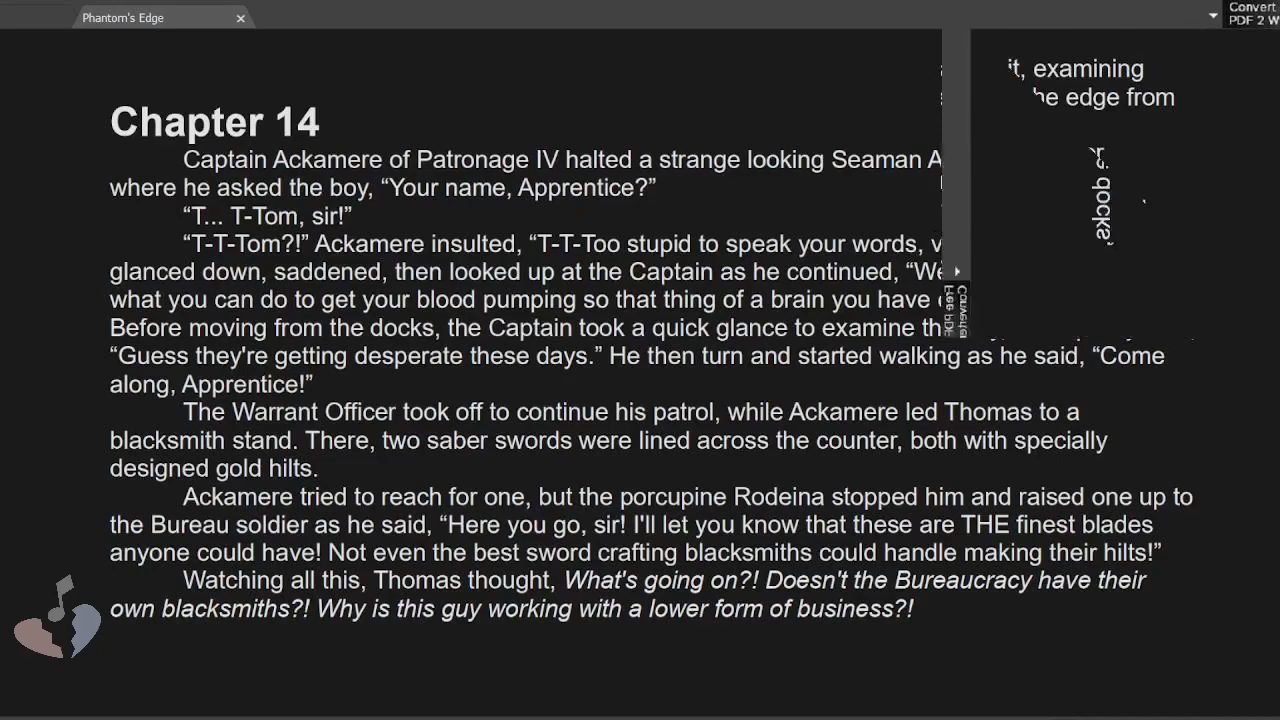 Phantom's Edge
Convert
PDF 2 W
it, examining
he edge from
Chapter 14
Captain Ackamere of Patronage IV halted a strange looking Seaman
where he asked the boy, “Your name, Apprentice?”
“T... T-Tom, sir!”
“T-T-Tom?!” Ackamere insulted, “T-T-Too stupid to speak your words,
glanced down, saddened, then looked up at the Captain as he continued,
what you can do to get your blood pumping so that thing of a brain you have
Before moving from the docks, the Captain took a quick glance to examine
“Guess they're getting desperate these days.” He then turn and started walking as he said, “Come
along, Apprentice!”
The Warrant Officer took off to continue his patrol, while Ackamere led Thomas to a
blacksmith stand. There, two saber swords were lined across the counter, both with specially
designed gold hilts.
Ackamere tried to reach for one, but the porcupine Rodeina stopped him and raised one up to
the Bureau soldier as he said, “Here you go, sir! I'll let you know that these are THE finest blades
anyone could have! Not even the best sword crafting blacksmiths could handle making their hilts!”
Watching all this, Thomas thought, What's going on?! Doesn't the Bureaucracy have their
own blacksmiths?! Why is this guy working with a lower form of business?!